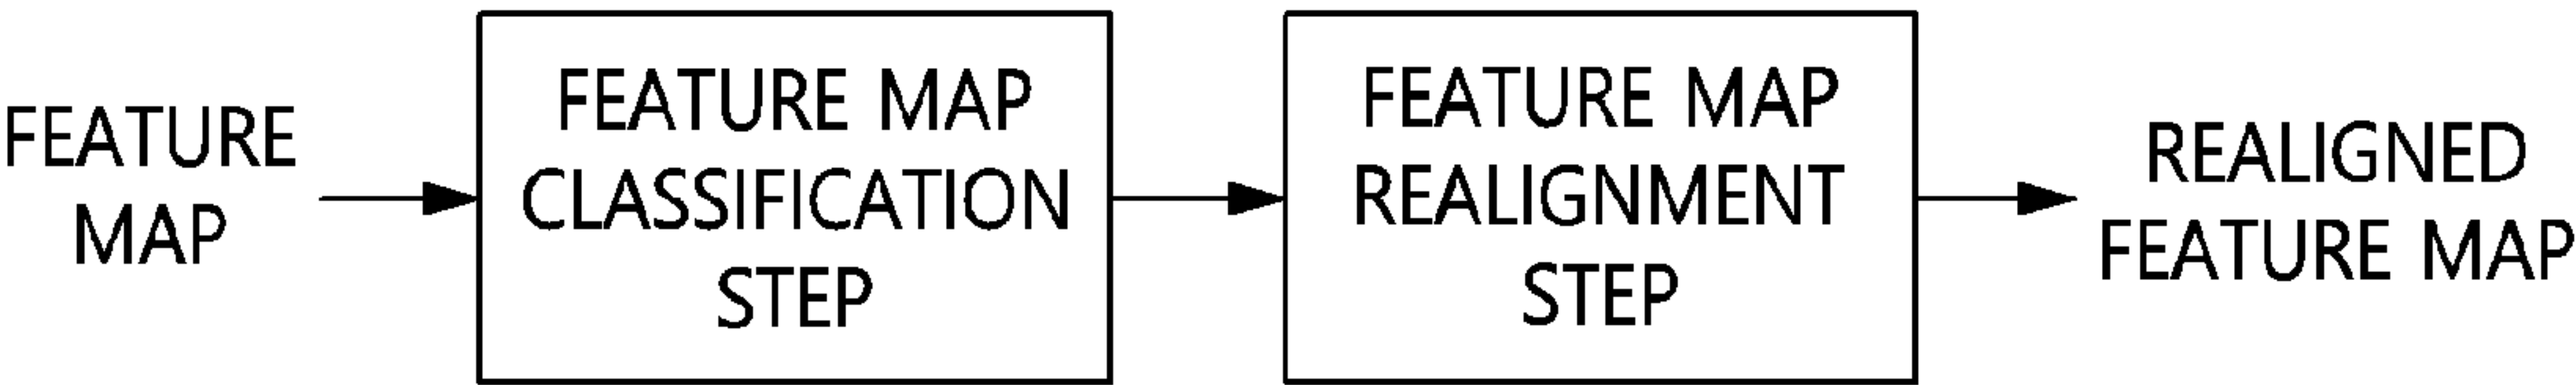 FEATURE
MAP
FEATURE MAP
CLASSIFICATION
STEP
FEATURE MAP
REALIGNMENT
STEP
REALIGNED
FEATURE MAP